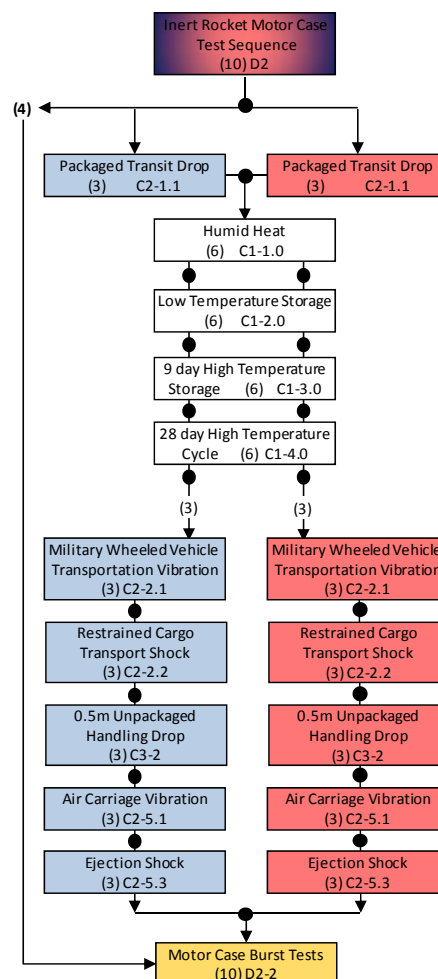 Inert Rocket Motor Case
Test Sequence
(10) D2
(4)
Packaged Transit Drop
(3) C2-1.1
Packaged Transit Drop
(3) C2-1.1
Humid Heat
(6) C1-1.0
Low Temperature Storage
(6) C1-2.0
9 day High Temperature
Storage (6) C1-3.0
28 day High Temperature
Cycle (6) C1-4.0
(3)
(3)
Military Wheeled Vehicle
Transportation Vibration
(3) C2-2.1
Military Wheeled Vehicle
Transportation Vibration
(3) C2-2.1
Restrained Cargo
Transport Shock
(3) C2-2.2
Restrained Cargo
Transport Shock
(3) C2-2.2
0.5m Unpackaged
Handling Drop
(3) C3-2
0.5m Unpackaged
Handling Drop
(3) C3-2
Air Carriage Vibration
(3) C2-5.1
Air Carriage Vibration
(3) C2-5.1
Ejection Shock
(3) C2-5.3
Ejection Shock
(3) C2-5.3
Motor Case Burst Tests
(10) D2-2